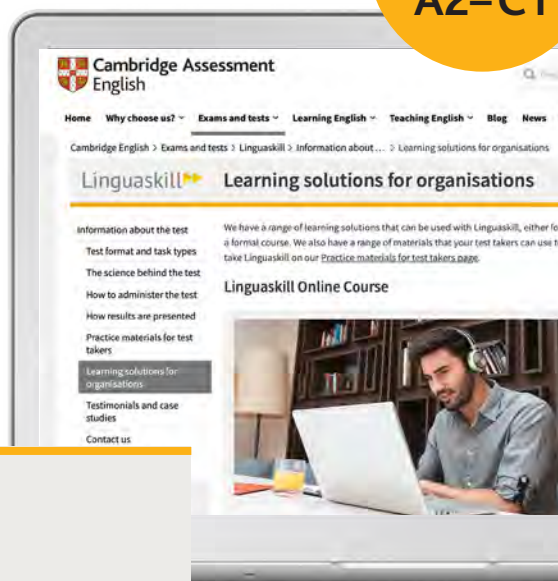 A2–C1
Cambridge Assessment
English
Home Why choose us? Exams and tests Learning English Teaching English Blog News
Cambridge English > Exams and tests > Linguaskill > Information about ... > Learning solutions for organisations
Linguaskill
Learning solutions for organisations
Information about the test
Test format and task types
The science behind the test
How to administer the test
How results are presented
Practice materials for test
takers
Learning solutions for
organisations
Testimonials and case
studies
Contact us
We have a range of learning solutions that can be used with Linguaskill, either
a formal course. We also have a range of materials that your test takers can use
take Linguaskill on our Practice materials for test takers page.
Linguaskill Online Course